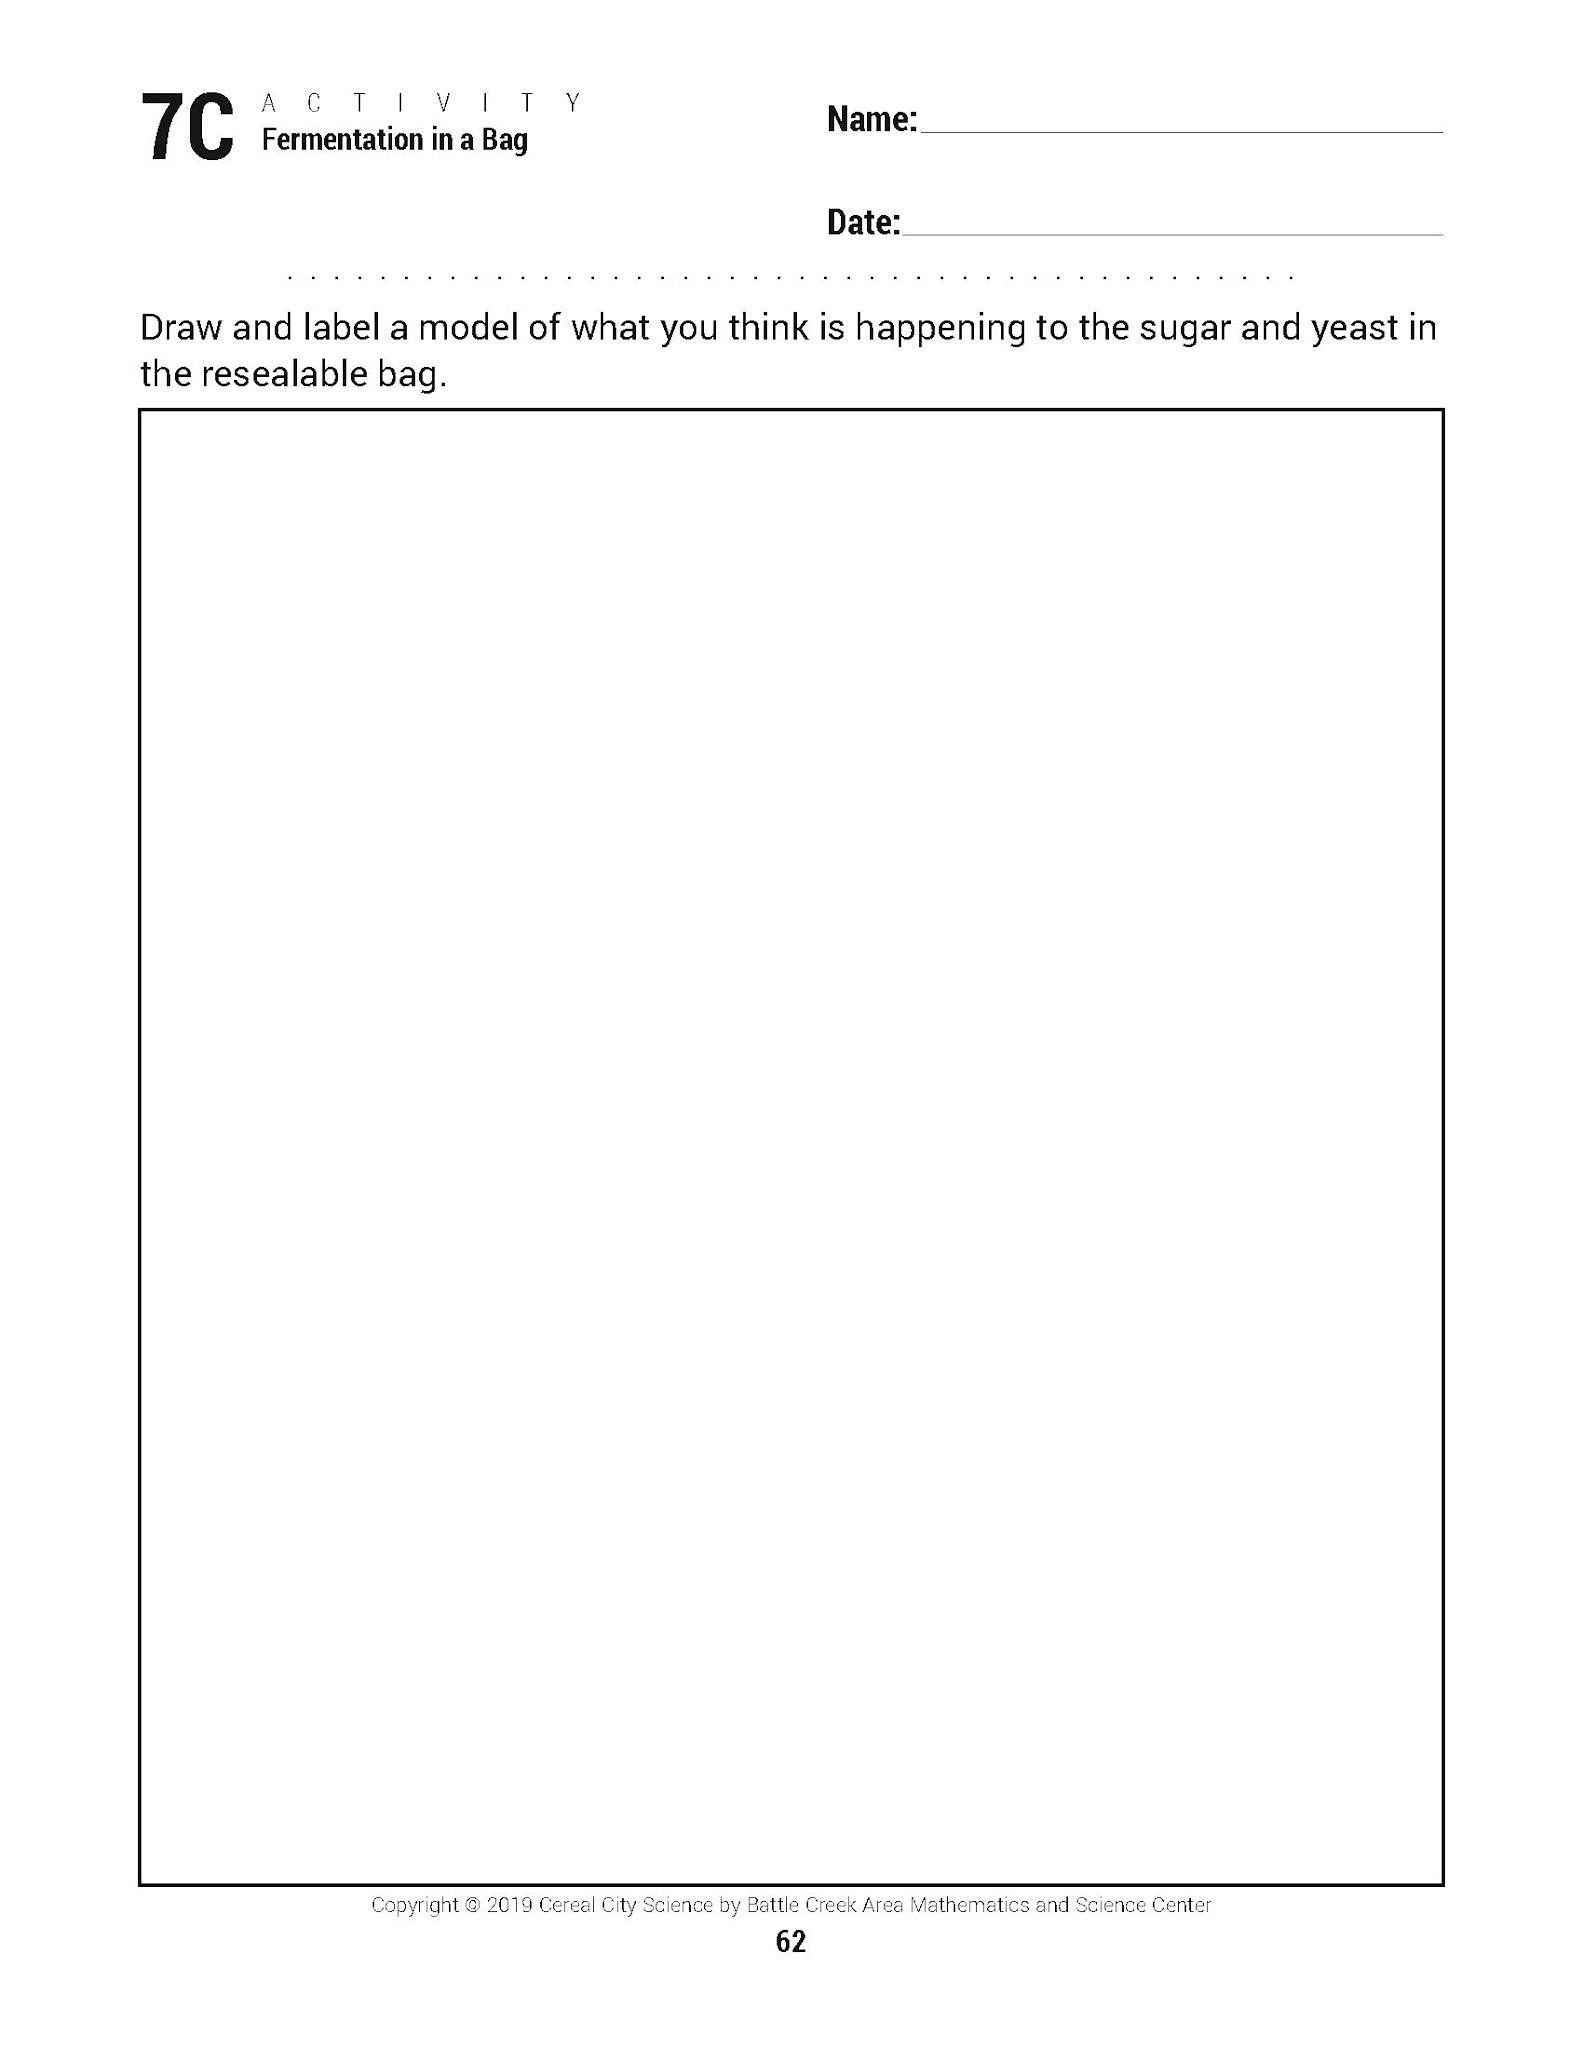 7C
A C T I V I T Y
Fermentation in a Bag
Name:
Date:
Draw and label a model of what you think is happening to the sugar and yeast in
the resealable bag.
Copyright © 2019 Cereal City Science by Battle Creek Area Mathematics and Science Center
62